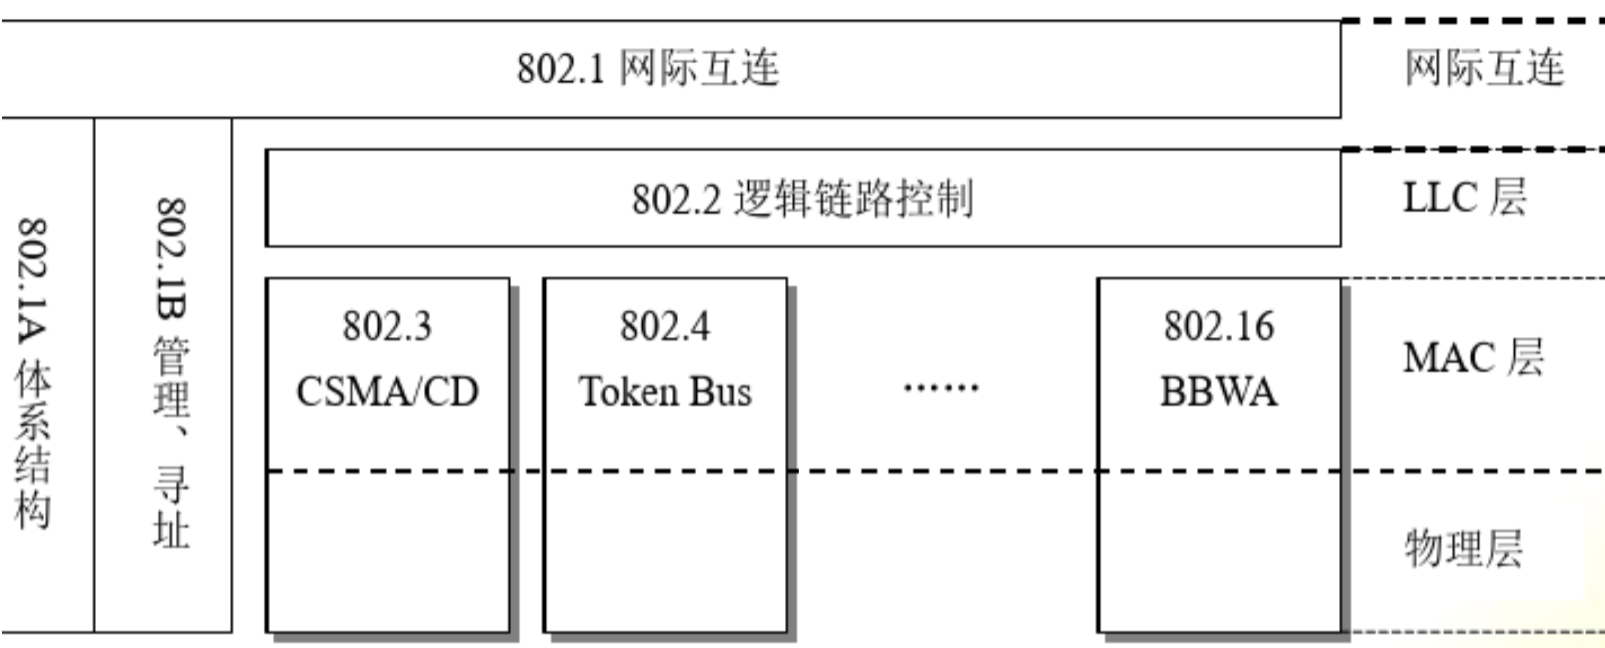 802.1 网际互连
网际互连
802.1A 体系结构
802.1B 管理、寻址
802.2 逻辑链路控制
LLC 层
802.3
CSMA/CD
802.4
Token Bus
······
802.16
BBWA
MAC 层
物理层